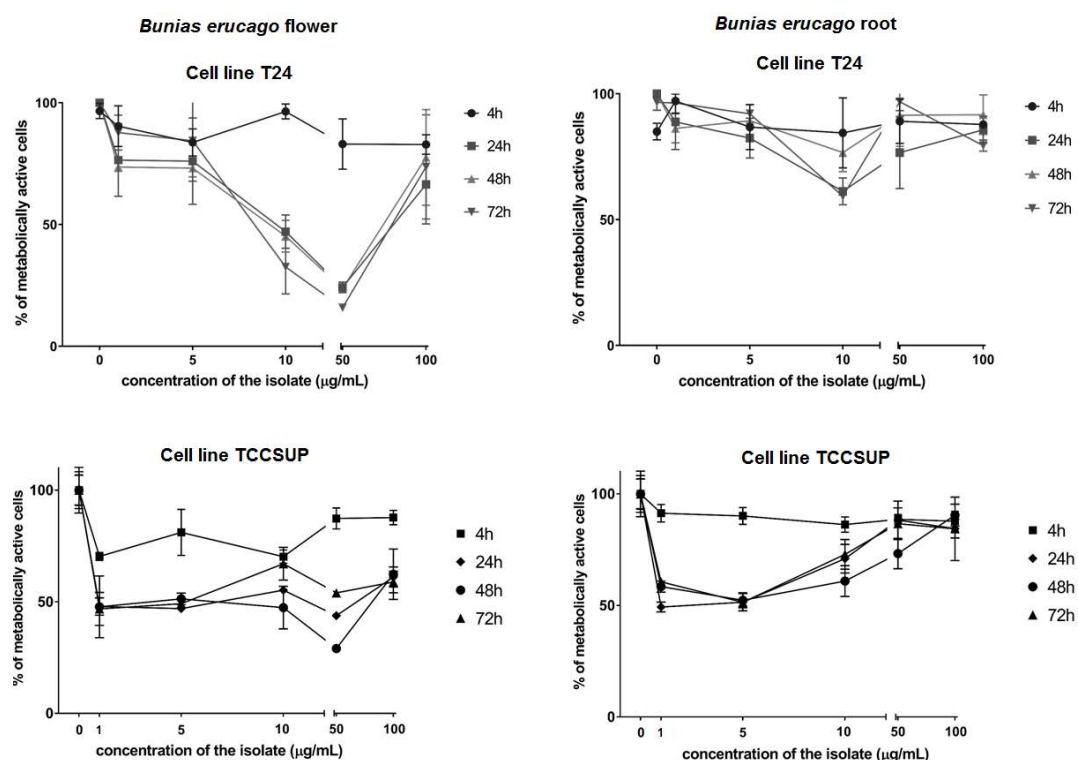 Bunias erucago flower
Cell line T24
% of metabolically active cells
100
50
0
0
5
10
50
100
concentration of the isolate (μg/mL)
4h
24h
48h
72h
Bunias erucago root
Cell line T24
% of metabolically active cells
100
50
0
0
5
10
50
100
concentration of the isolate (μg/mL)
4h
24h
48h
72h
Cell line TCCSUP
% of metabolically active cells
100
50
0
0
1
5
10
50
100
concentration of the isolate (μg/mL)
4h
24h
48h
72h
Cell line TCCSUP
% of metabolically active cells
100
50
0
0
1
5
10
50
100
concentration of the isolate (μg/mL)
4h
24h
48h
72h